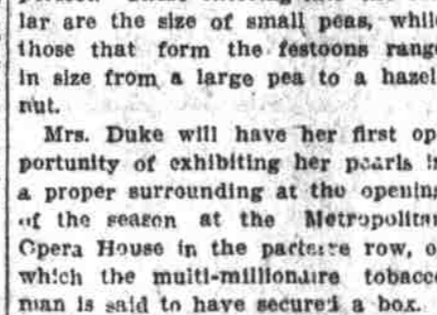 lar are the size of small peas, while
those that form the festoons range
in size from a large pea to a hazel
nut.
Mrs. Duke will have her first op
portunity of exhibiting her pearls i
a proper surrounding at the opening
of the season at the Metropolitan
Opera House in the parterre row, o
which the multi-millionaire tobacco
man is said to have secured a box.